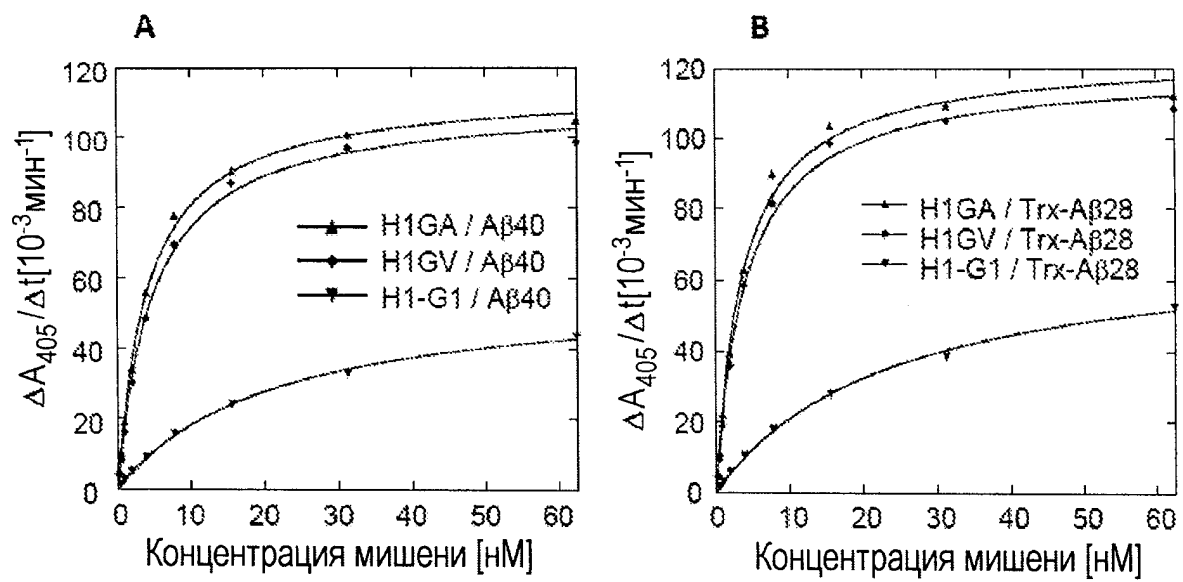 A
ΔA405/Δt[10-3мин-1]
120
100
80
60
40
20
0
H1GA / Aβ40
H1GV / Aβ40
H1-G1 / Aβ40
0 10 20 30 40 50 60
Концентрация мишени [нМ]
B
ΔA405/Δt[10-3мин-1]
120
100
80
60
40
20
0
H1GA / Trx-Aβ28
H1GV / Trx-Aβ28
H1-G1 / Trx-Aβ28
0 10 20 30 40 50 60
Концентрация мишени [нМ]